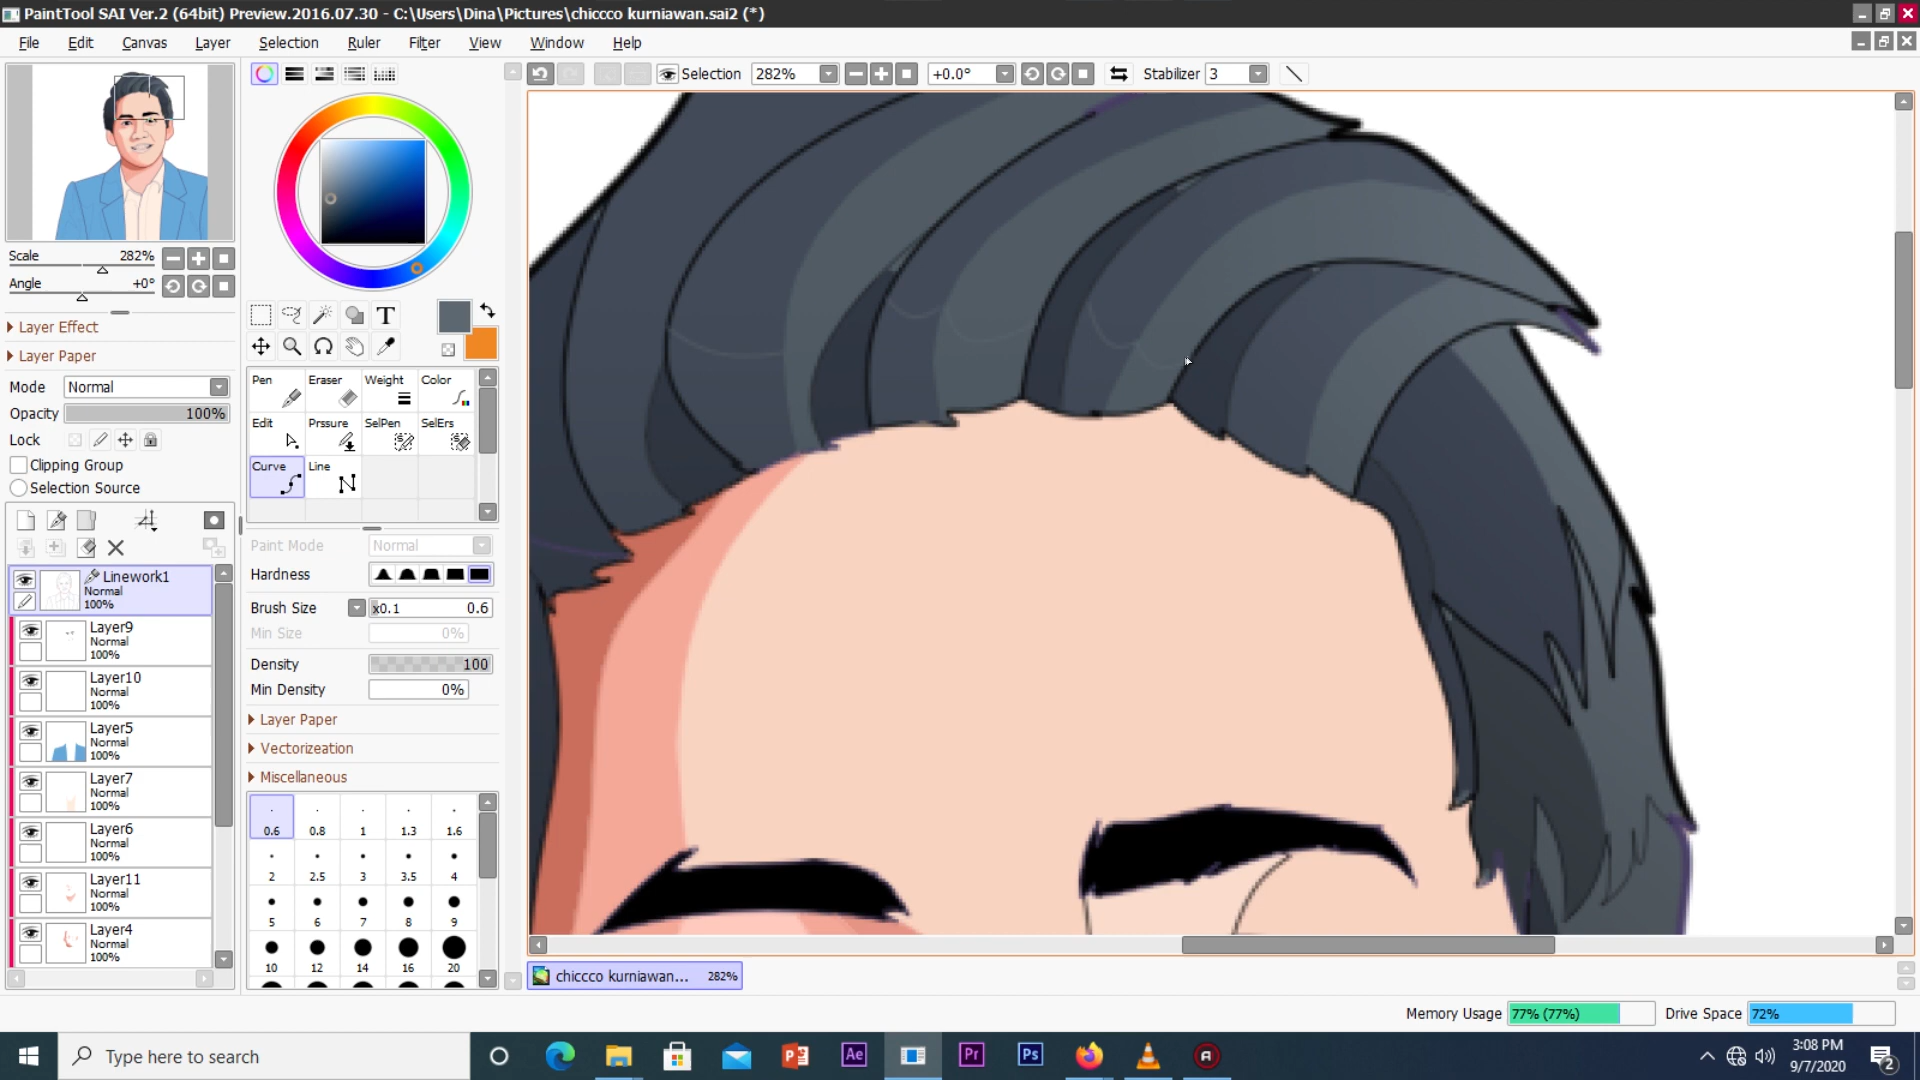 PaintTool SAI Ver.2 (64bit) Preview.2016.07.30 - C:\Users\Dina\Pictures\chiccco kurniawan.sai2 (*)
File Edit Canvas Layer Selection Ruler Filter View Window Help
Selection 282% +0.0° Stabilizer 3
Scale 282%
Angle +0°
Layer Effect
Layer Paper
Mode Normal
Opacity 100%
Lock
Clipping Group
Selection Source
Linework1
Normal
100%
Layer9
Normal
100%
Layer10
Normal
100%
Layer5
Normal
100%
Layer7
Normal
100%
Layer6
Normal
100%
Layer11
Normal
100%
Layer4
Normal
100%
T
Pen Eraser Weight Color
Edit Prssure SelPen SelErs
Curve Line
Paint Mode Normal
Hardness
Brush Size x0.1 0.6
Min Size 0%
Density 100
Min Density 0%
Layer Paper
Vectorizeation
Miscellaneous
0.6 0.8 1 1.3 1.6
2 2.5 3 3.5 4
5 6 7 8 9
10 12 14 16 20
chiccco kurniawan... 282%
Memory Usage 77% (77%) Drive Space 72%
Type here to search
Ae Pr Ps
3:08 PM
9/7/2020
2